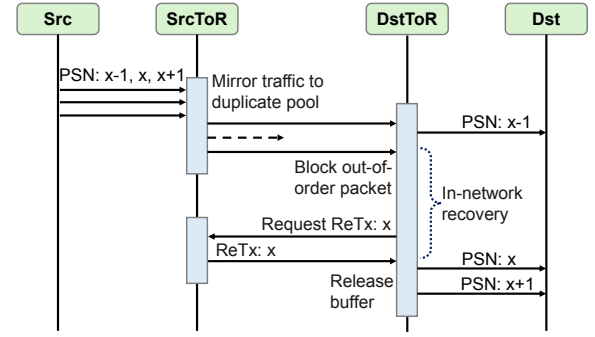 Src
SrcToR
DstToR
Dst
PSN: x-1, x, x+1
Mirror traffic to
duplicate pool
PSN: x-1
Block out-of-
order packet
In-network
recovery
Request ReTx: x
ReTx: x
PSN: x
Release
buffer
PSN: x+1